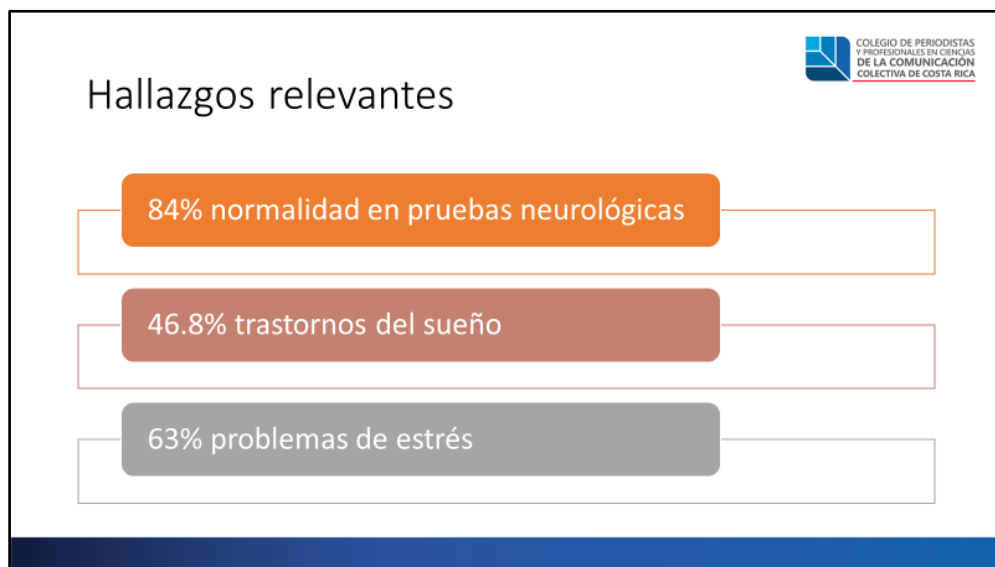 COLEGIO DE PERIODISTAS
Y PROFESIONALES EN CIENCIAS
DE LA COMUNICACIÓN
COLECTIVA DE COSTA RICA
Hallazgos relevantes
84% normalidad en pruebas neurológicas
46.8% trastornos del sueño
63% problemas de estrés